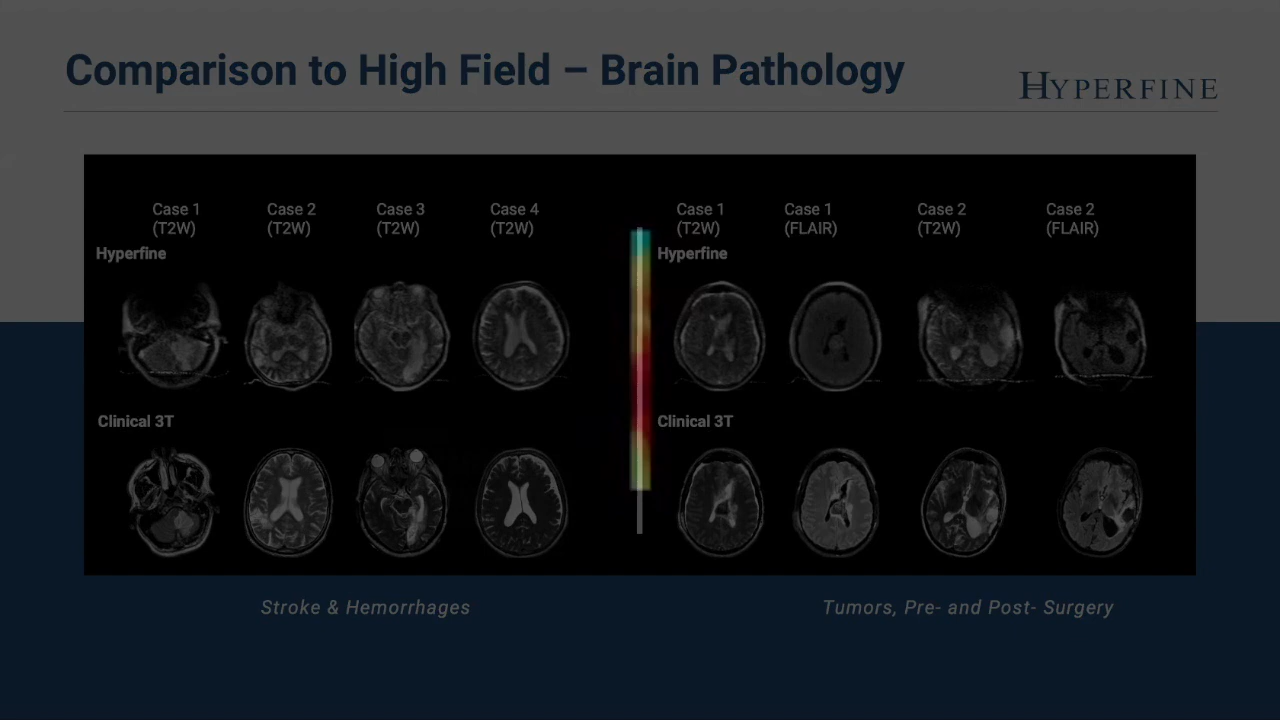 Comparison to High Field – Brain Pathology
HYPERFINE
Case 1
(T2W)
Case 2
(T2W)
Case 3
(T2W)
Case 4
(T2W)
Hyperfine
Clinical 3T
Stroke & Hemorrhages
Case 1
(T2W)
Case 1
(FLAIR)
Case 2
(T2W)
Case 2
(FLAIR)
Hyperfine
Clinical 3T
Tumors, Pre- and Post- Surgery